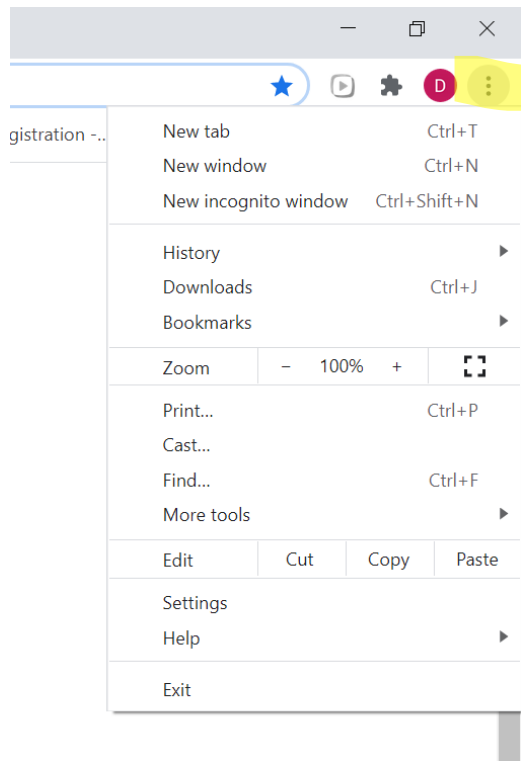 D
gistration -..
New tab Ctrl+T
New window Ctrl+N
New incognito window Ctrl+Shift+N
History
Downloads Ctrl+J
Bookmarks
Zoom − 100% +
Print... Ctrl+P
Cast...
Find... Ctrl+F
More tools
Edit Cut Copy Paste
Settings
Help
Exit